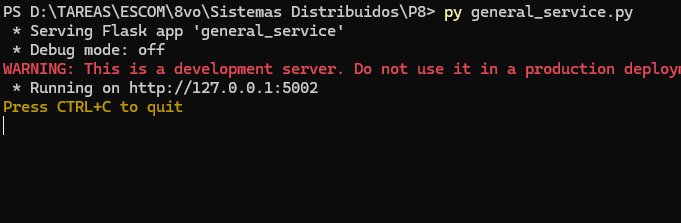 PS D:\TAREAS\ESCOM\8vo\Sistemas Distribuidos\P8> py general_service.py
 * Serving Flask app 'general_service'
 * Debug mode: off
WARNING: This is a development server. Do not use it in a production
 * Running on http://127.0.0.1:5002
Press CTRL+C to quit